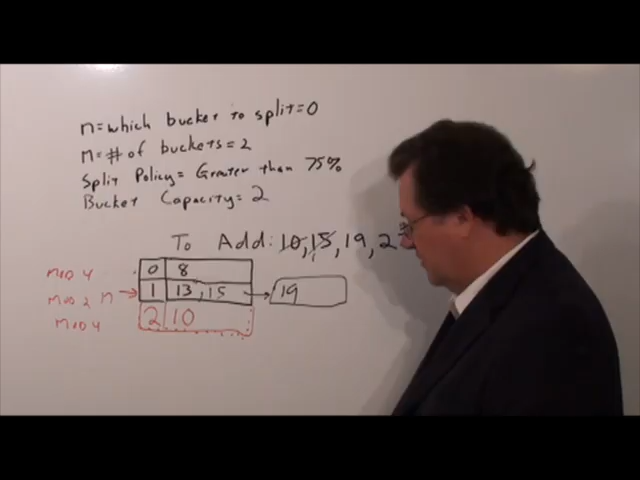 n=which bucket to split=0
m=# of buckets=2
Split Policy= Greater than 75%
Bucket Capacity= 2
To Add: 10,15,19,2
mod 4 0 8
mod 2 n → 1 13,15 → 19
mod 4 2 10